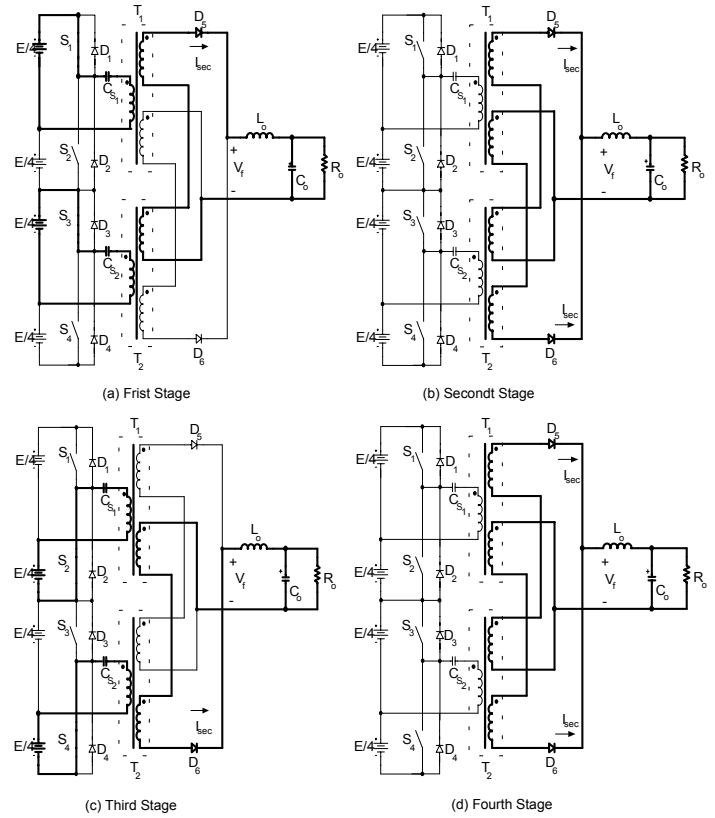 T1
D5
E/4
S1
D1
Isec
CS1
Lo
+
Vf
-
Co
Ro
E/4
S2
D2
E/4
S3
D3
CS2
E/4
S4
D4
T2
D6
(a) Frist Stage
T1
D5
E/4
S1
D1
Isec
CS1
Lo
+
Vf
-
Co
Ro
E/4
S2
D2
E/4
S3
D3
CS2
Isec
E/4
S4
D4
T2
D6
(b) Secondt Stage
T1
D5
E/4
S1
D1
CS1
Lo
+
Vf
-
Co
Ro
E/4
S2
D2
E/4
S3
D3
CS2
Isec
E/4
S4
D4
T2
D6
(c) Third Stage
T1
D5
E/4
S1
D1
Isec
CS1
Lo
+
Vf
-
Co
Ro
E/4
S2
D2
E/4
S3
D3
CS2
Isec
E/4
S4
D4
T2
D6
(d) Fourth Stage